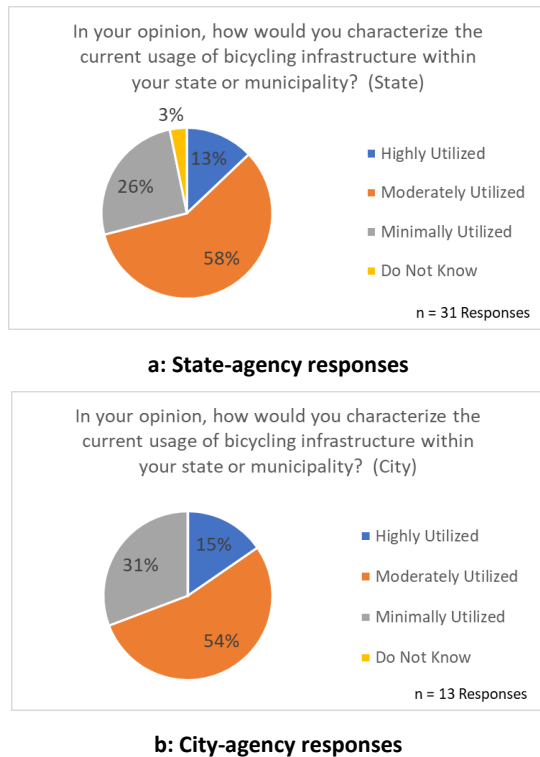 In your opinion, how would you characterize the
current usage of bicycling infrastructure within
your state or municipality? (State)
3%
13%
26%
58%
Highly Utilized
Moderately Utilized
Minimally Utilized
Do Not Know
n = 31 Responses
a: State-agency responses
In your opinion, how would you characterize the
current usage of bicycling infrastructure within
your state or municipality? (City)
15%
31%
54%
Highly Utilized
Moderately Utilized
Minimally Utilized
Do Not Know
n = 13 Responses
b: City-agency responses